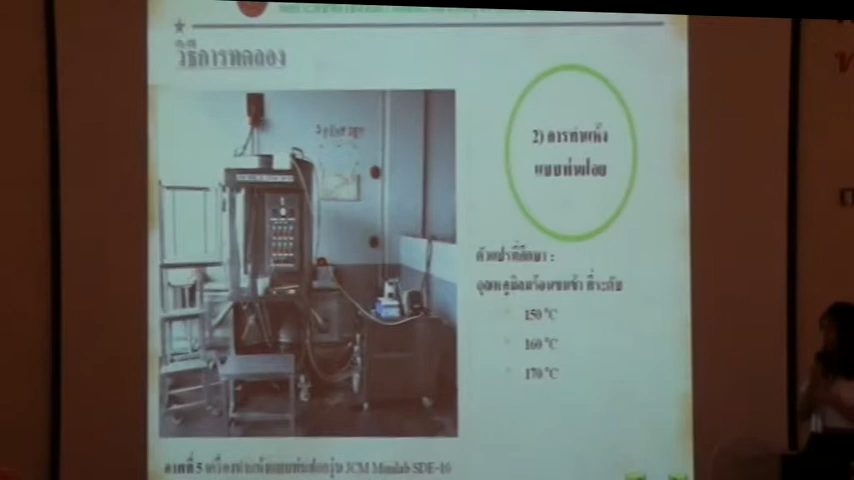 วิธีการทดลอง
2) การทำแห้ง
แบบพ่นฝอย
ตัวแปรที่ศึกษา :
อุณหภูมิลมร้อนขาเข้า ที่ระดับ
150 °C
160 °C
170 °C
ภาพที่ 5 เครื่องทำแห้งแบบพ่นฝอยรุ่น JCM Minilab SDE-10